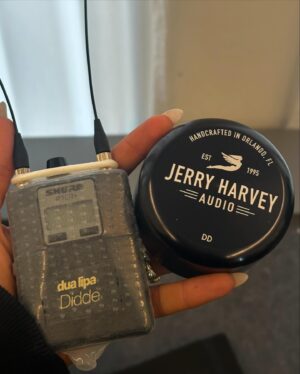 SHURE
dua lipa
Didde
HANDCRAFTED IN ORLANDO, FL
EST 1995
JERRY HARVEY
AUDIO
DD